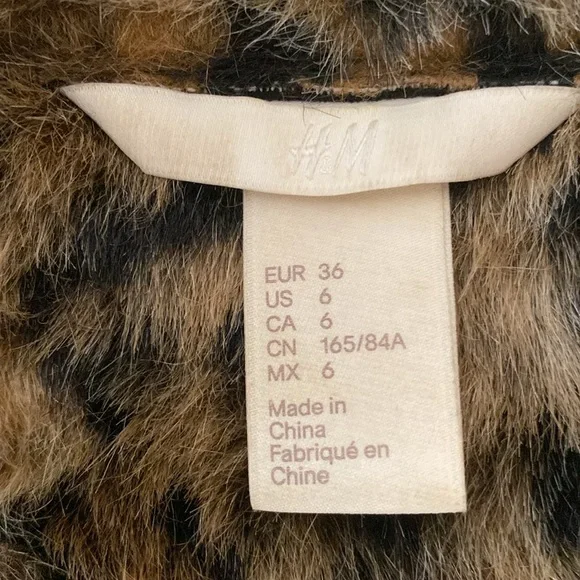 H&M
EUR 36
US 6
CA 6
CN 165/84A
MX 6
Made in
China
Fabriqué en
Chine